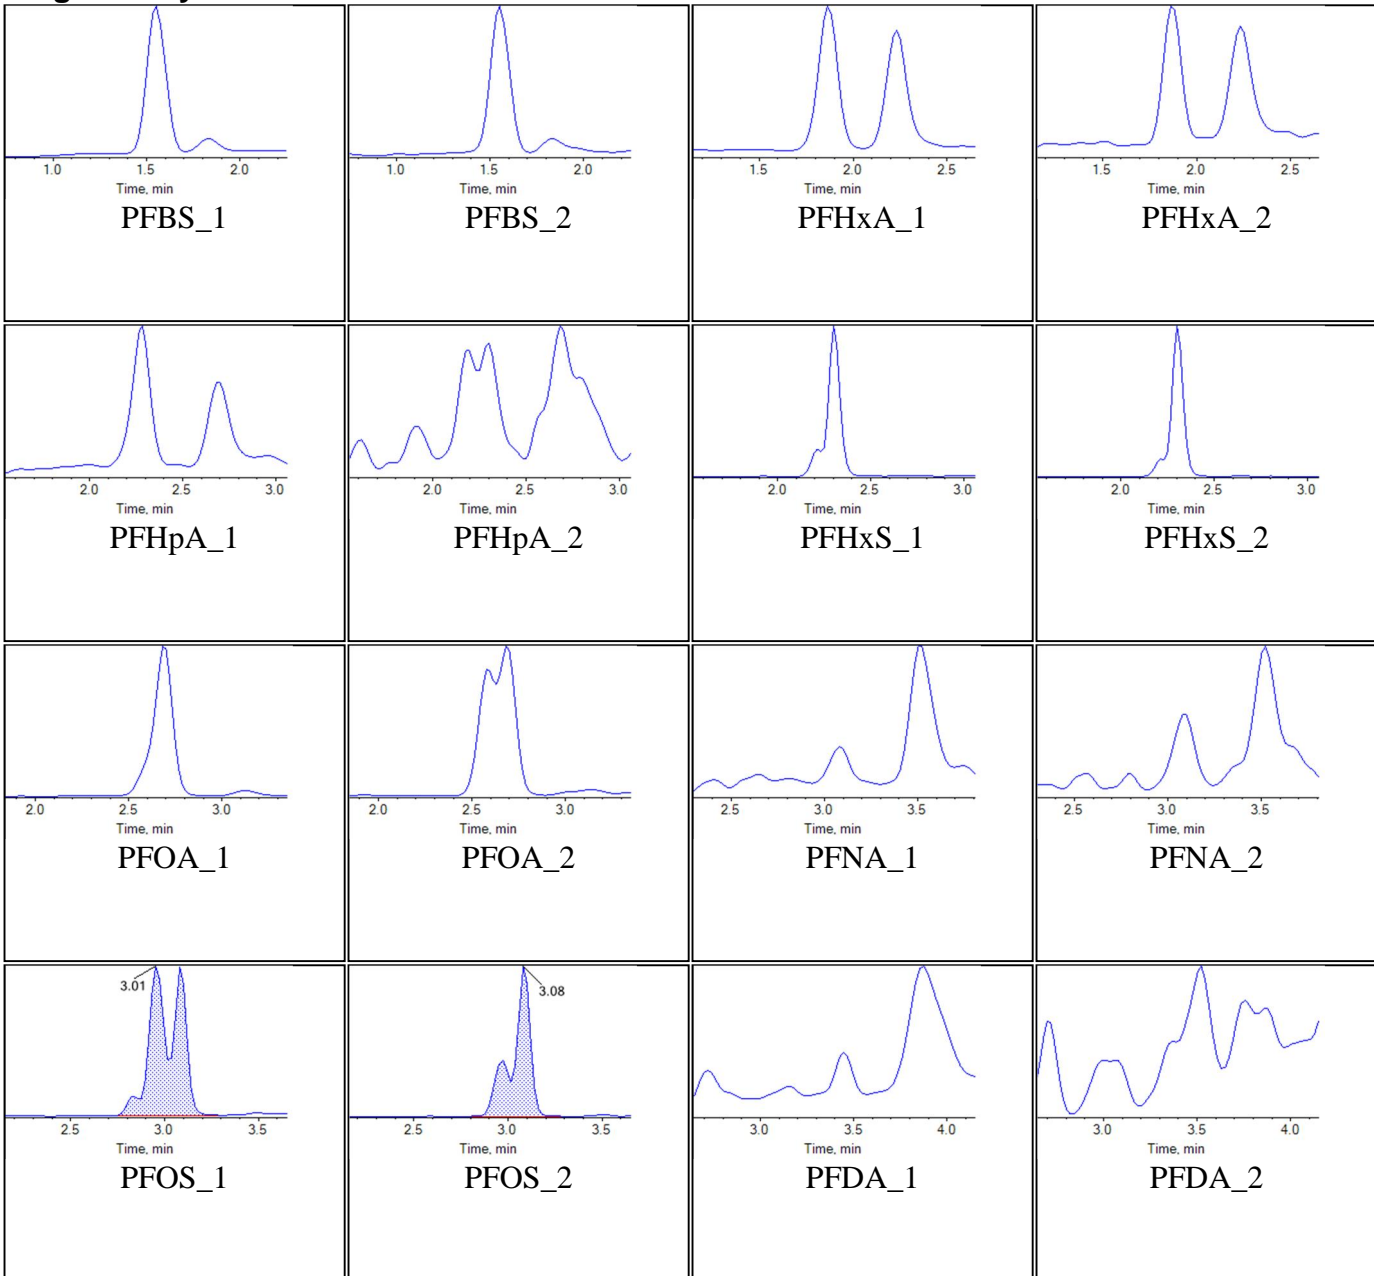 1.0 1.5 2.0
Time, min
PFBS_1
1.0 1.5 2.0
Time, min
PFBS_2
1.5 2.0 2.5
Time, min
PFHxA_1
1.5 2.0 2.5
Time, min
PFHxA_2
2.0 2.5 3.0
Time, min
PFHpA_1
2.0 2.5 3.0
Time, min
PFHpA_2
2.0 2.5 3.0
Time, min
PFHxS_1
2.0 2.5 3.0
Time, min
PFHxS_2
2.0 2.5 3.0
Time, min
PFOA_1
2.0 2.5 3.0
Time, min
PFOA_2
2.5 3.0 3.5
Time, min
PFNA_1
2.5 3.0 3.5
Time, min
PFNA_2
3.01
2.5 3.0 3.5
Time, min
PFOS_1
3.08
2.5 3.0 3.5
Time, min
PFOS_2
3.0 3.5 4.0
Time, min
PFDA_1
3.0 3.5 4.0
Time, min
PFDA_2